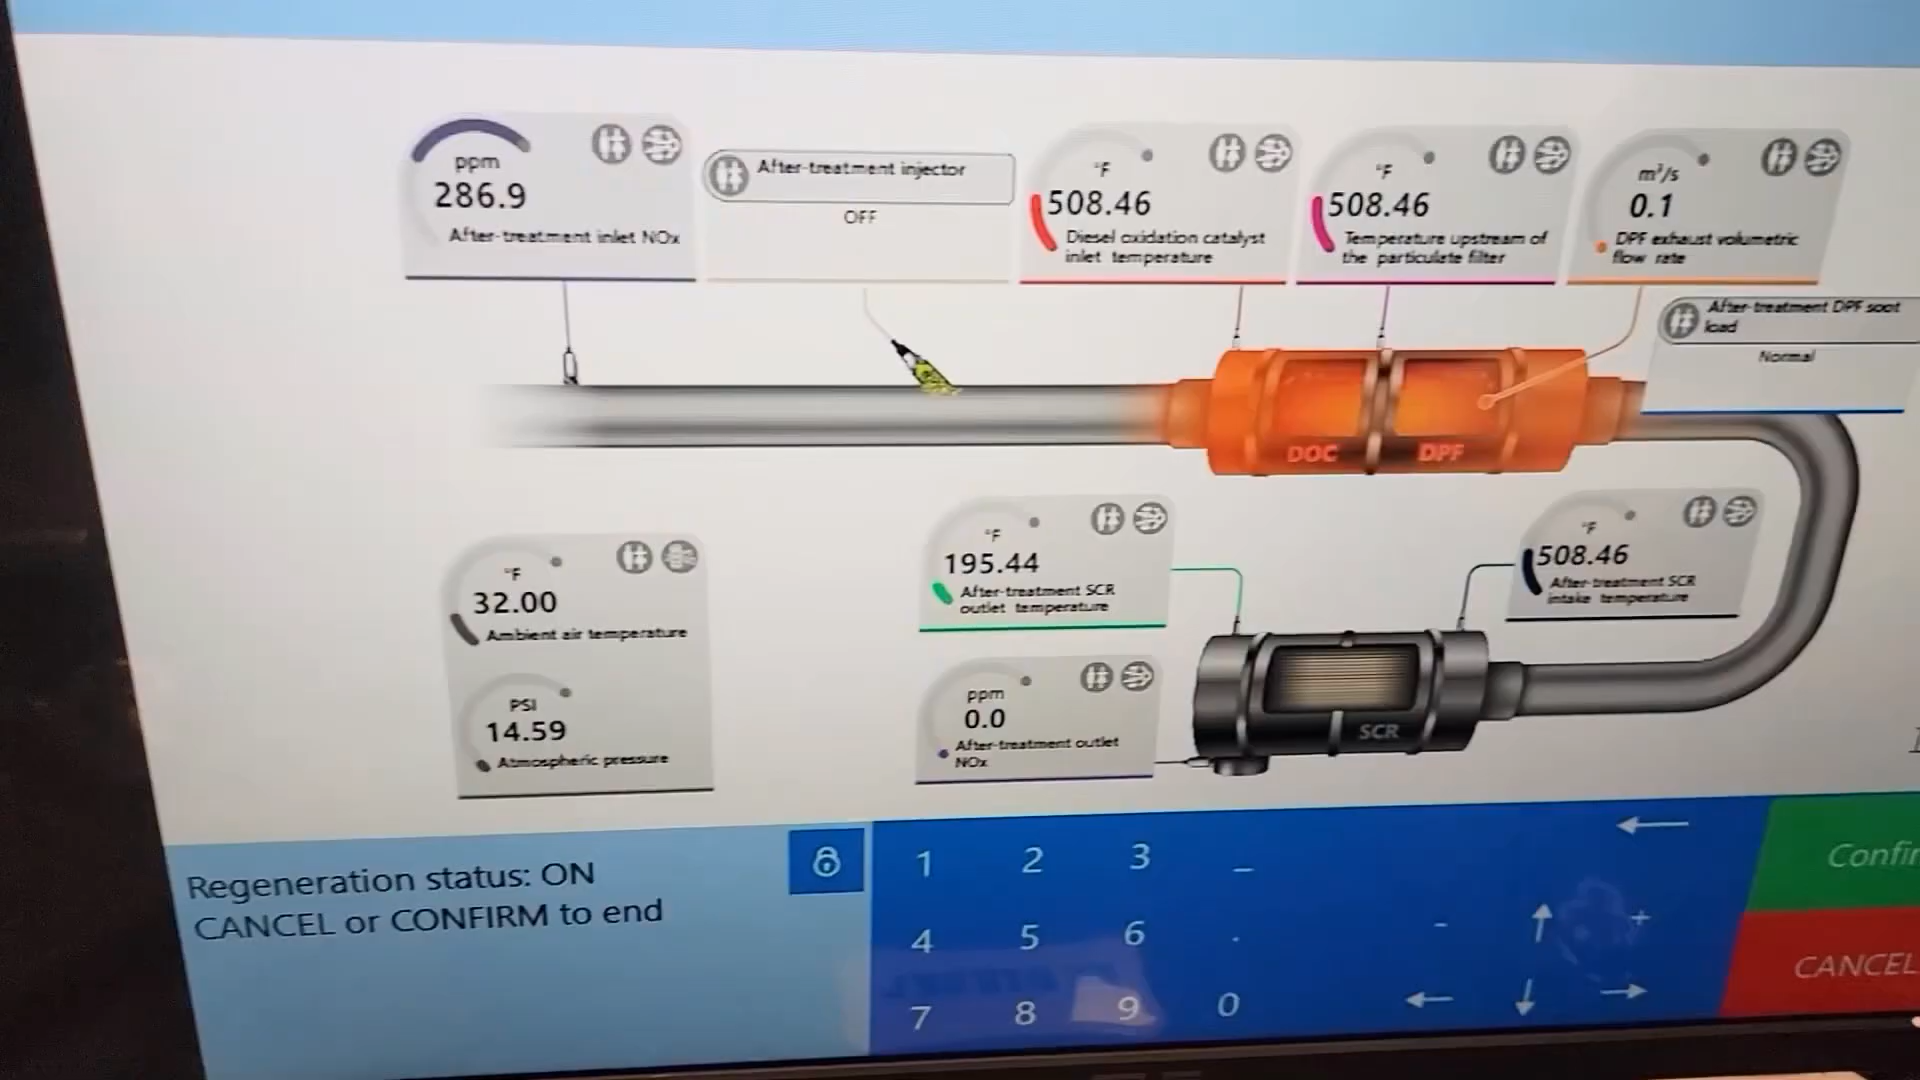 ppm
286.9
After-treatment inlet NOx
After-treatment injector
OFF
°F
508.46
Diesel oxidation catalyst
inlet temperature
°F
508.46
Temperature upstream of
the particulate filter
m³/s
0.1
DPF exhaust volumetric
flow rate
After-treatment DPF soot
load
Normal
DOC
DPF
°F
32.00
Ambient air temperature
PSI
14.59
Atmospheric pressure
°F
195.44
After-treatment SCR
outlet temperature
°F
508.46
After-treatment SCR
intake temperature
ppm
0.0
After-treatment outlet
NOx
SCR
Regeneration status: ON
CANCEL or CONFIRM to end
1 2 3 _
4 5 6 . - +
7 8 9 0
Confir
CANCEL